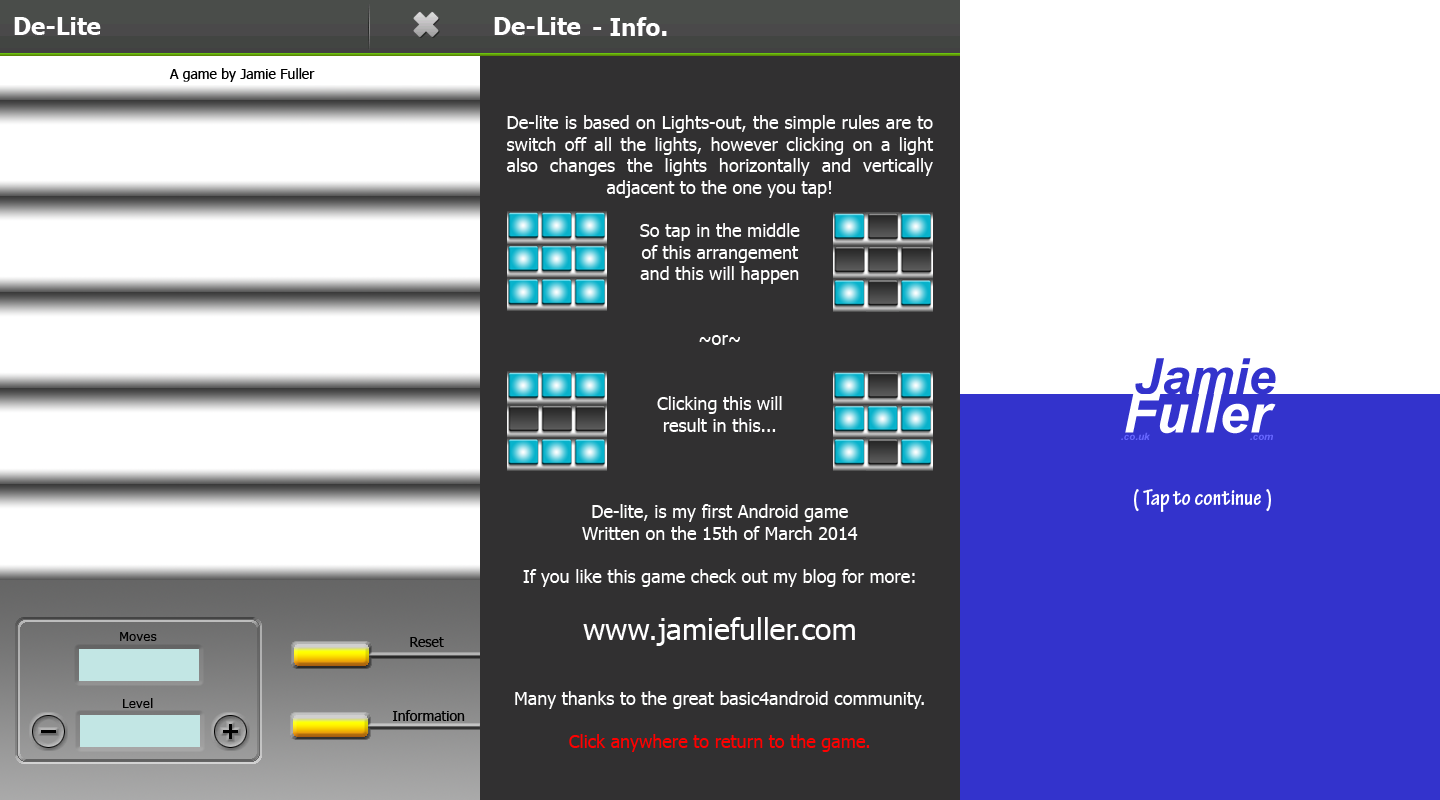 De-Lite
A game by Jamie Fuller
Moves
Level
Reset
Information
De-Lite - Info.
De-lite is based on Lights-out, the simple rules are to
switch off all the lights, however clicking on a light
also changes the lights horizontally and vertically
adjacent to the one you tap!
So tap in the middle
of this arrangement
and this will happen
~or~
Clicking this will
result in this...
De-lite, is my first Android game
Written on the 15th of March 2014
If you like this game check out my blog for more:
www.jamiefuller.com
Many thanks to the great basic4android community.
Click anywhere to return to the game.
Jamie
Fuller
.co.uk .com
( Tap to continue )